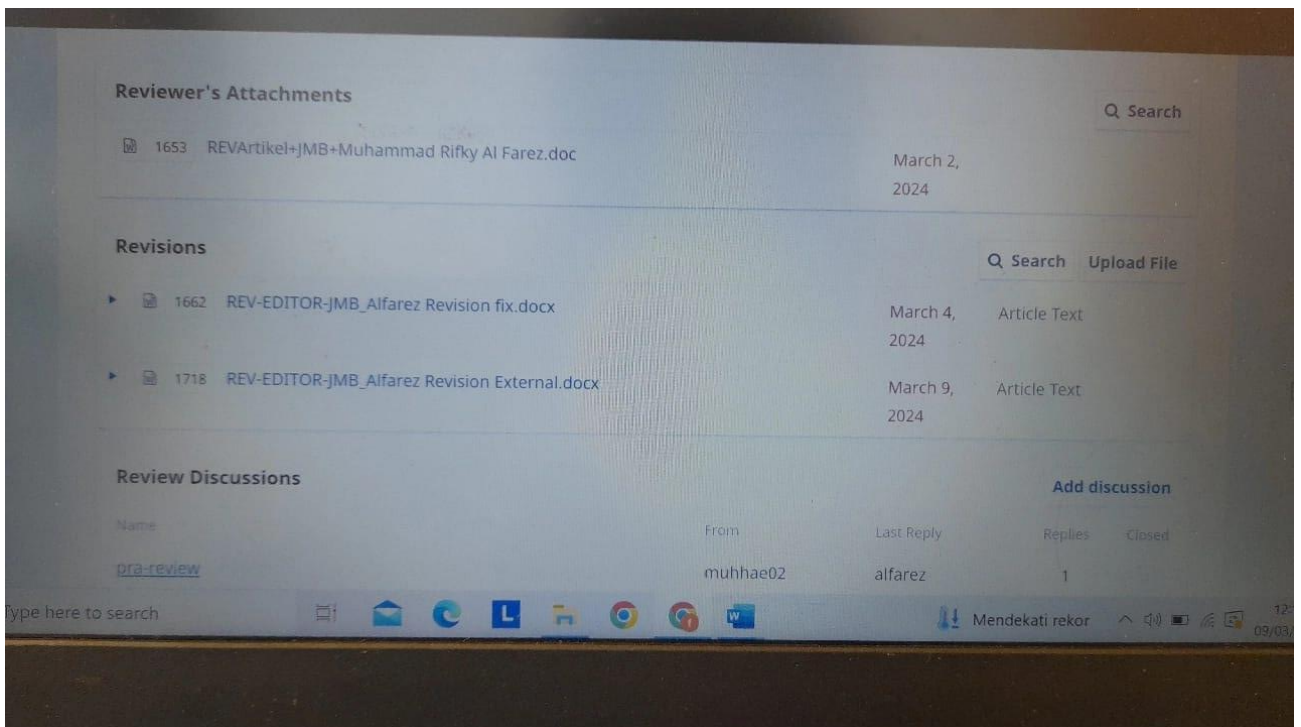 Reviewer's Attachments
Search
1653 REVArtikel+JMB+Muhammad Rifky Al Farez.doc
March 2,
2024
Revisions
Search Upload File
1662 REV-EDITOR-JMB_Alfarez Revision fix.docx
March 4,
2024
Article Text
1718 REV-EDITOR-JMB_Alfarez Revision External.docx
March 9,
2024
Article Text
Review Discussions
Add discussion
Name From Last Reply Replies Closed
pra-review muhhae02 alfarez 1
Type here to search
L
W
Mendekati rekor
12:
09/03/